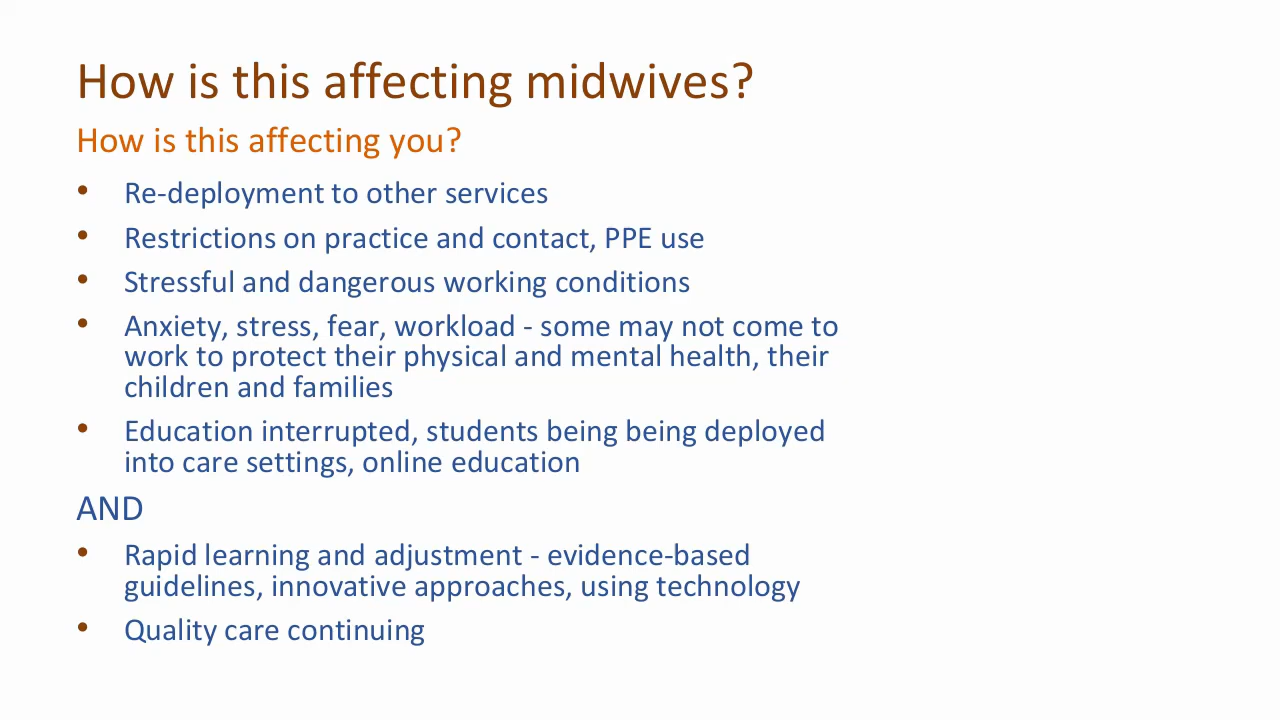 How is this affecting midwives?
How is this affecting you?
• Re-deployment to other services
• Restrictions on practice and contact, PPE use
• Stressful and dangerous working conditions
• Anxiety, stress, fear, workload - some may not come to
work to protect their physical and mental health, their
children and families
• Education interrupted, students being being deployed
into care settings, online education
AND
• Rapid learning and adjustment - evidence-based
guidelines, innovative approaches, using technology
• Quality care continuing